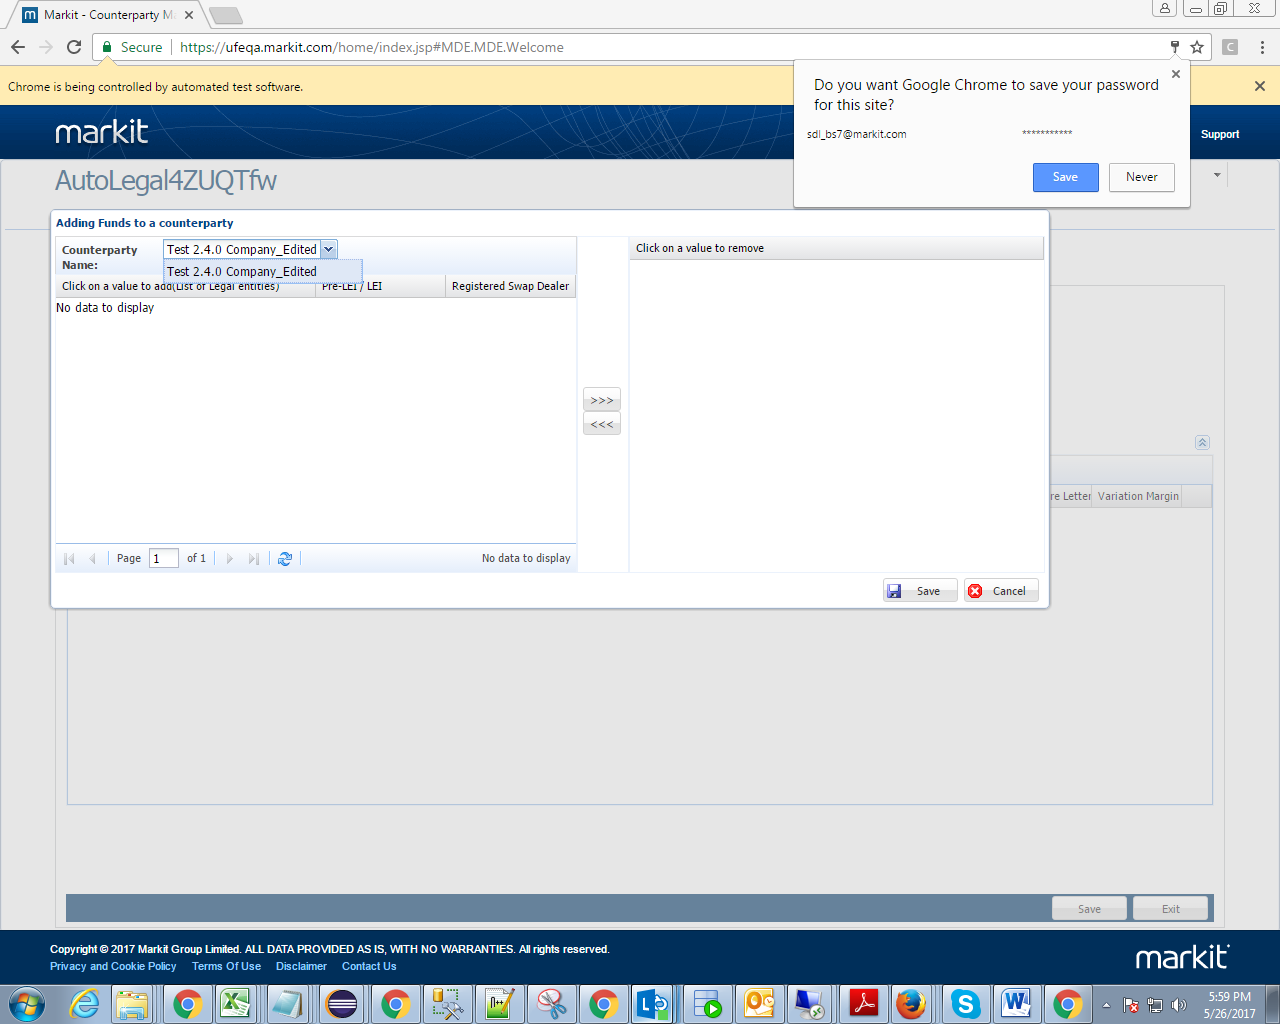 Markit - Counterparty M
Secure
https://ufeqa.markit.com/home/index.jsp#MDE.MDE.Welcome
Chrome is being controlled by automated test software.
Do you want Google Chrome to save your password
for this site?
sdl_bs7@markit.com ***********
Save Never
markit
Support
AutoLegal4ZUQTfw
Adding Funds to a counterparty
Counterparty
Name:
Test 2.4.0 Company_Edited
Test 2.4.0 Company_Edited
Click on a value to add(List of Legal entities) Pre-LEI / LEI Registered Swap Dealer
No data to display
Click on a value to remove
>>>
<<<
re Letter Variation Margin
Page 1 of 1 No data to display
Save Cancel
Save Exit
Copyright © 2017 Markit Group Limited. ALL DATA PROVIDED AS IS, WITH NO WARRANTIES. All rights reserved.
Privacy and Cookie Policy Terms Of Use Disclaimer Contact Us
markit
5:59 PM
5/26/2017